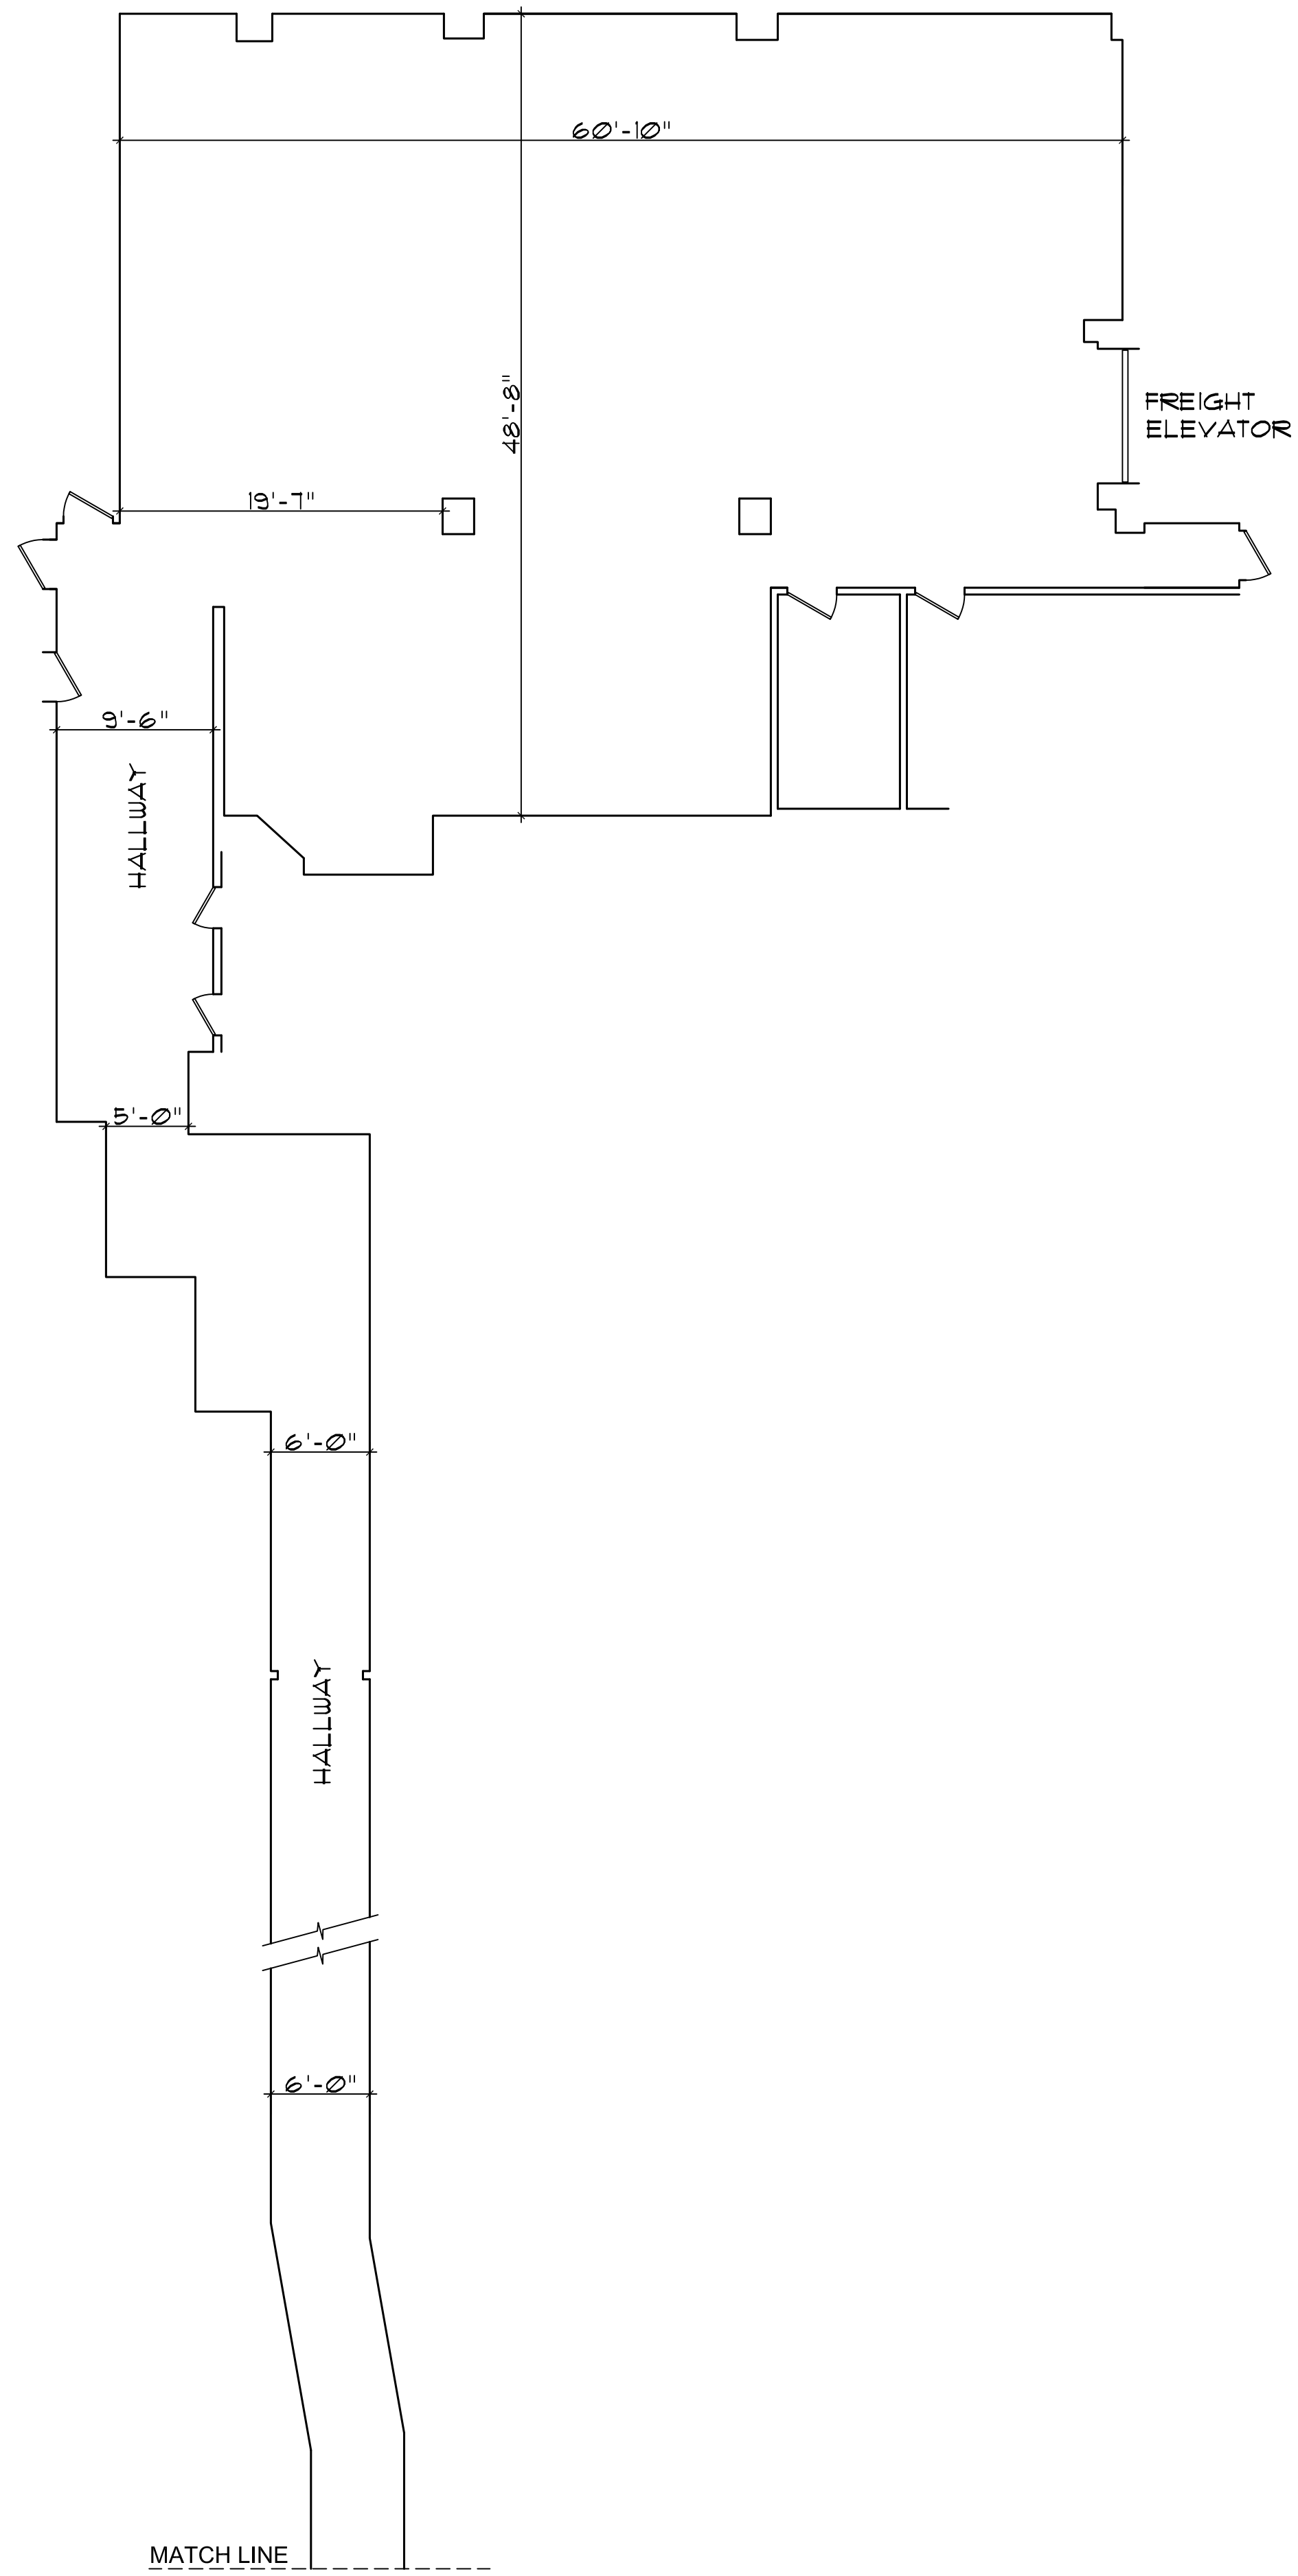 60'-10"
48'-8"
FREIGHT
ELEVATOR
19'-7"
9'-6"
HALLWAY
5'-0"
6'-0"
HALLWAY
6'-0"
MATCH LINE